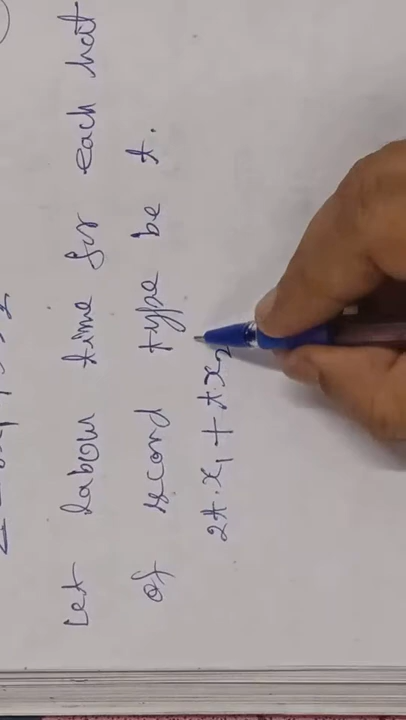 Let labour time for each hat
of second type be t.
2t·x₁ + t·x₂